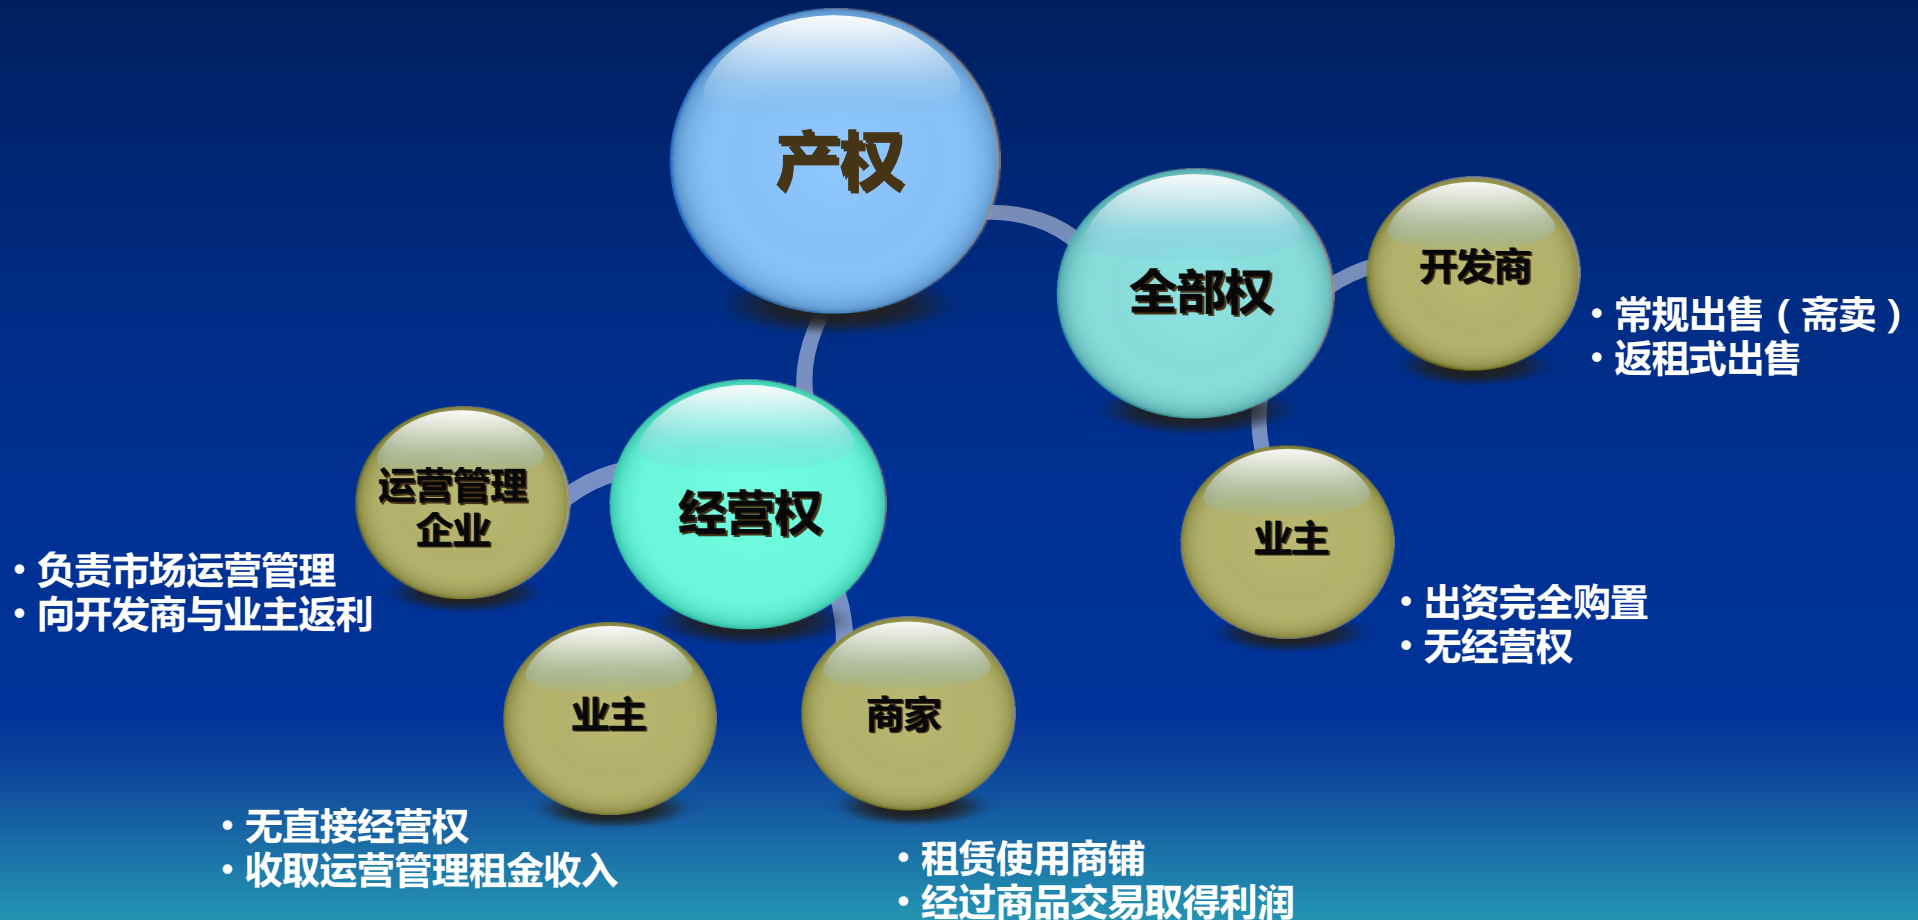 产权
全部权
开发商
• 常规出售（斋卖）
• 返租式出售
业主
• 出资完全购置
• 无经营权
经营权
运营管理
企业
• 负责市场运营管理
• 向开发商与业主返利
业主
• 无直接经营权
• 收取运营管理租金收入
商家
• 租赁使用商铺
• 经过商品交易取得利润